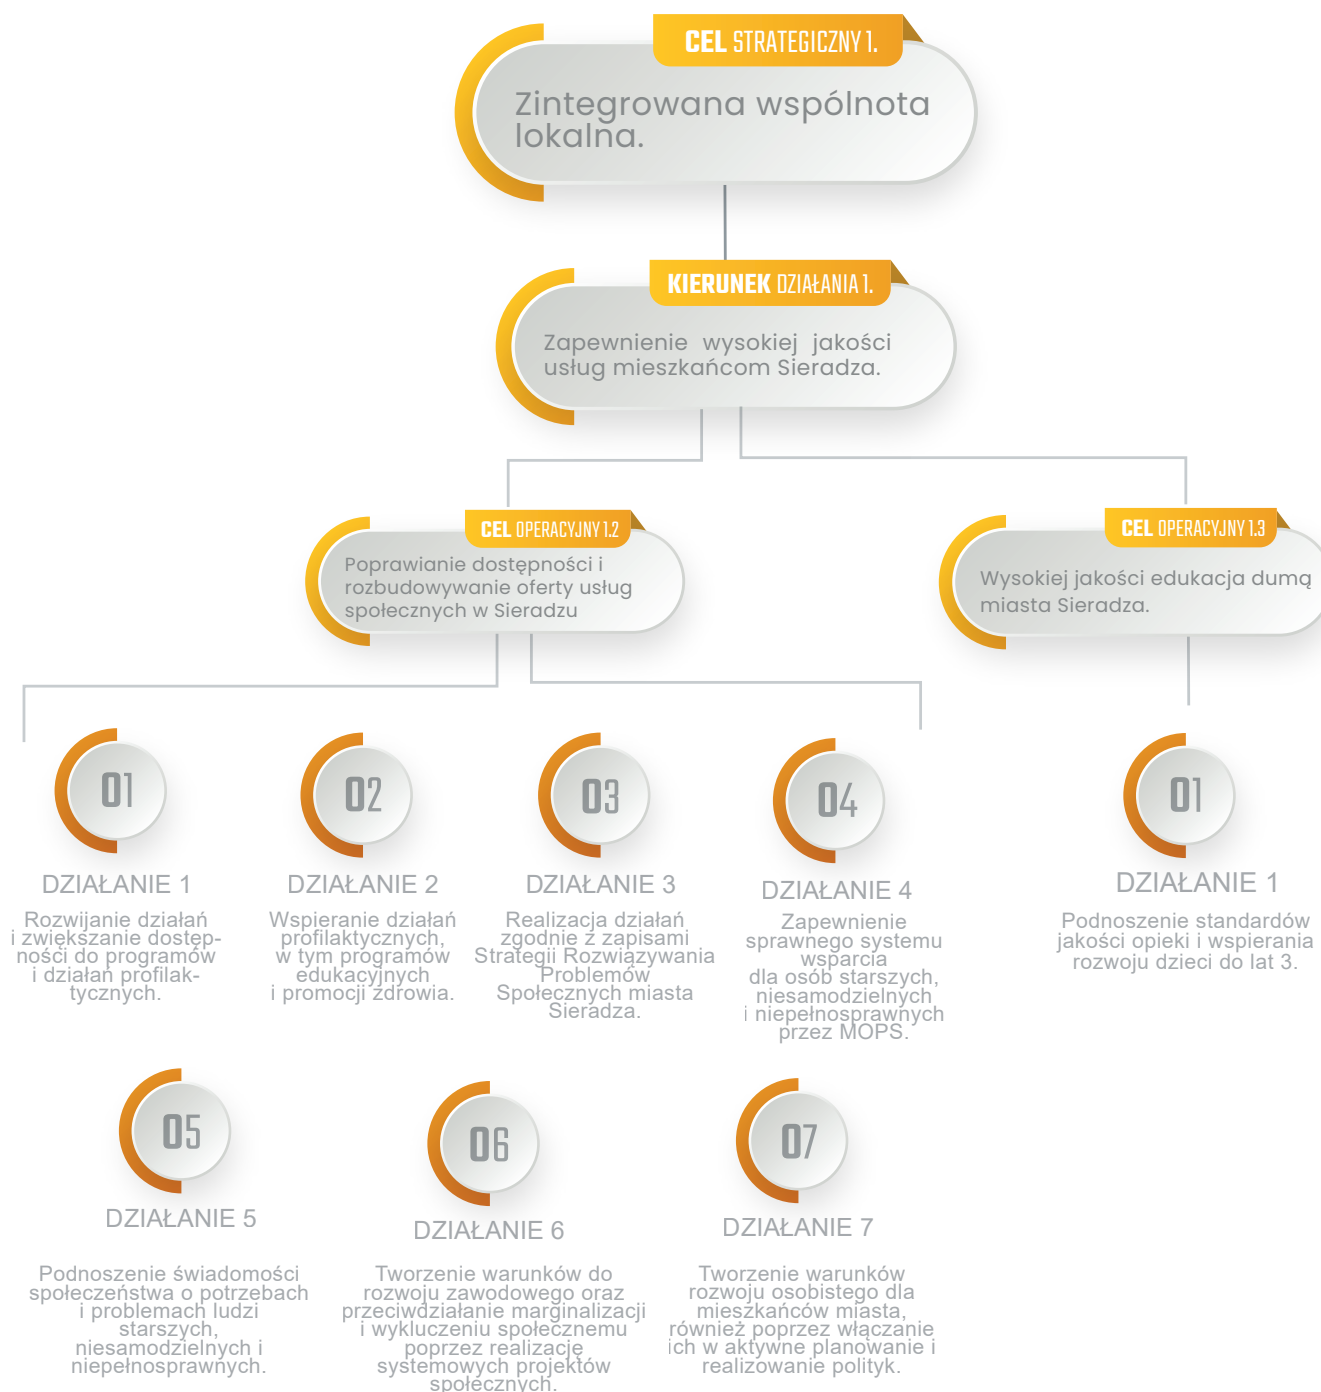 CEL STRATEGICZNY 1.
Zintegrowana wspólnota
lokalna.
KIERUNEK DZIAŁANIA 1.
Zapewnienie wysokiej jakości
usług mieszkańcom Sieradza.
CEL OPERACYJNY 1.2
Poprawianie dostępności i
rozbudowywanie oferty usług
społecznych w Sieradzu
CEL OPERACYJNY 1.3
Wysokiej jakości edukacja dumą
miasta Sieradza.
01
DZIAŁANIE 1
Rozwijanie działań
i zwiększanie dostęp-
ności do programów
i działań profilak-
tycznych.
02
DZIAŁANIE 2
Wspieranie działań
profilaktycznych,
w tym programów
edukacyjnych
i promocji zdrowia.
03
DZIAŁANIE 3
Realizacja działań
zgodnie z zapisami
Strategii Rozwiązywania
Problemów
Społecznych miasta
Sieradza.
04
DZIAŁANIE 4
Zapewnienie
sprawnego systemu
wsparcia
dla osób starszych,
niesamodzielnych
i niepełnosprawnych
przez MOPS.
01
DZIAŁANIE 1
Podnoszenie standardów
jakości opieki i wspierania
rozwoju dzieci do lat 3.
05
DZIAŁANIE 5
Podnoszenie świadomości
społeczeństwa o potrzebach
i problemach ludzi
starszych,
niesamodzielnych i
niepełnosprawnych.
06
DZIAŁANIE 6
Tworzenie warunków do
rozwoju zawodowego oraz
przeciwdziałanie marginalizacji
i wykluczeniu społecznemu
poprzez realizację
systemowych projektów
społecznych.
07
DZIAŁANIE 7
Tworzenie warunków
rozwoju osobistego dla
mieszkańców miasta,
również poprzez włączanie
ich w aktywne planowanie i
realizowanie polityk.